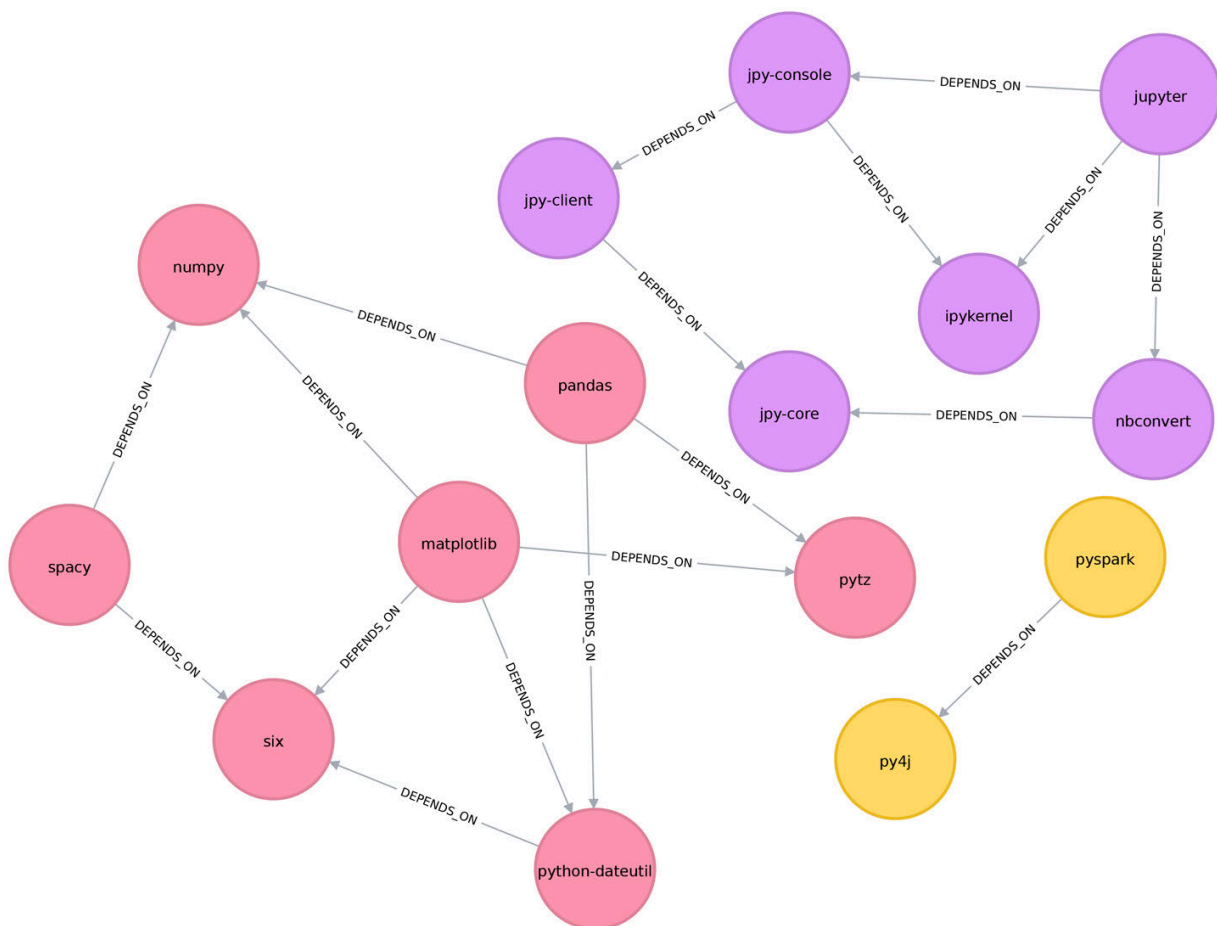 jpy-console
DEPENDS_ON
jupyter
DEPENDS_ON
jpy-client
DEPENDS_ON
DEPENDS_ON
DEPENDS_ON
numpy
DEPENDS_ON
ipykernel
DEPENDS_ON
pandas
jpy-core
DEPENDS_ON
nbconvert
DEPENDS_ON
DEPENDS_ON
DEPENDS_ON
spacy
matplotlib
DEPENDS_ON
pytz
pyspark
DEPENDS_ON
DEPENDS_ON
DEPENDS_ON
DEPENDS_ON
DEPENDS_ON
six
py4j
DEPENDS_ON
python-dateutil